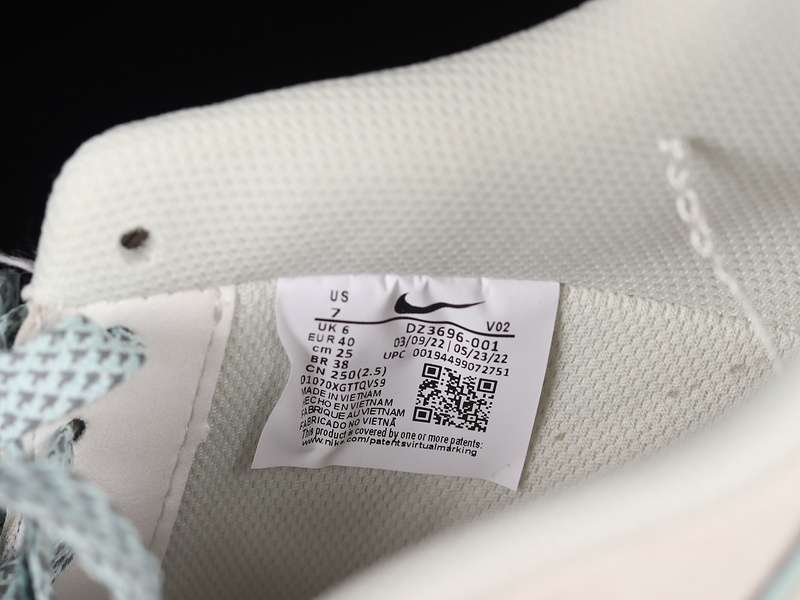 US
7
UK 6
EUR 40
cm 25
BR 38
CN 250(2.5)
01070XGTTQVS9
MADE IN VIETNAM
HECHO EN VIETNAM
FABRIQUE AU VIETNAM
FABRICADO NO VIETNÃ
This product is covered by one or more patents:
www.nike.com/patentsvirtualmarking
V02
DZ3696-001
03/09/22 | 05/23/22
UPC 00194499072751